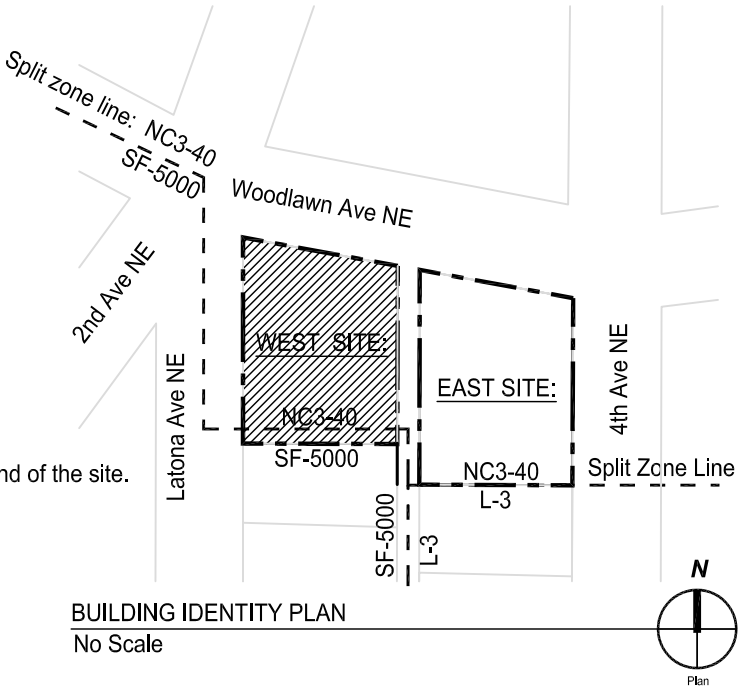 Split zone line: NC3-40
SF-5000
Woodlawn Ave NE
2nd Ave NE
WEST SITE:
Latona Ave NE
EAST SITE:
4th Ave NE
NC3-40
SF-5000
NC3-40
Split Zone Line
L-3
nd of the site.
SF-5000
L-3
BUILDING IDENTITY PLAN
No Scale
N
Plan